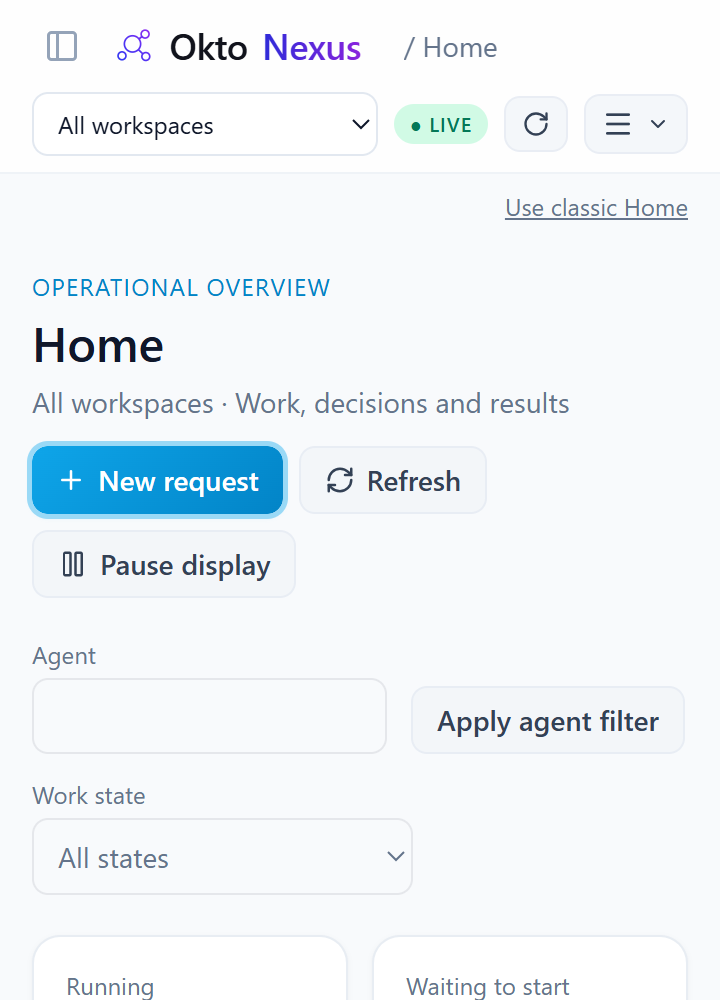 Okto Nexus / Home
All workspaces
● LIVE
Use classic Home
OPERATIONAL OVERVIEW
Home
All workspaces · Work, decisions and results
+ New request
Refresh
Pause display
Agent
Apply agent filter
Work state
All states
Running
Waiting to start